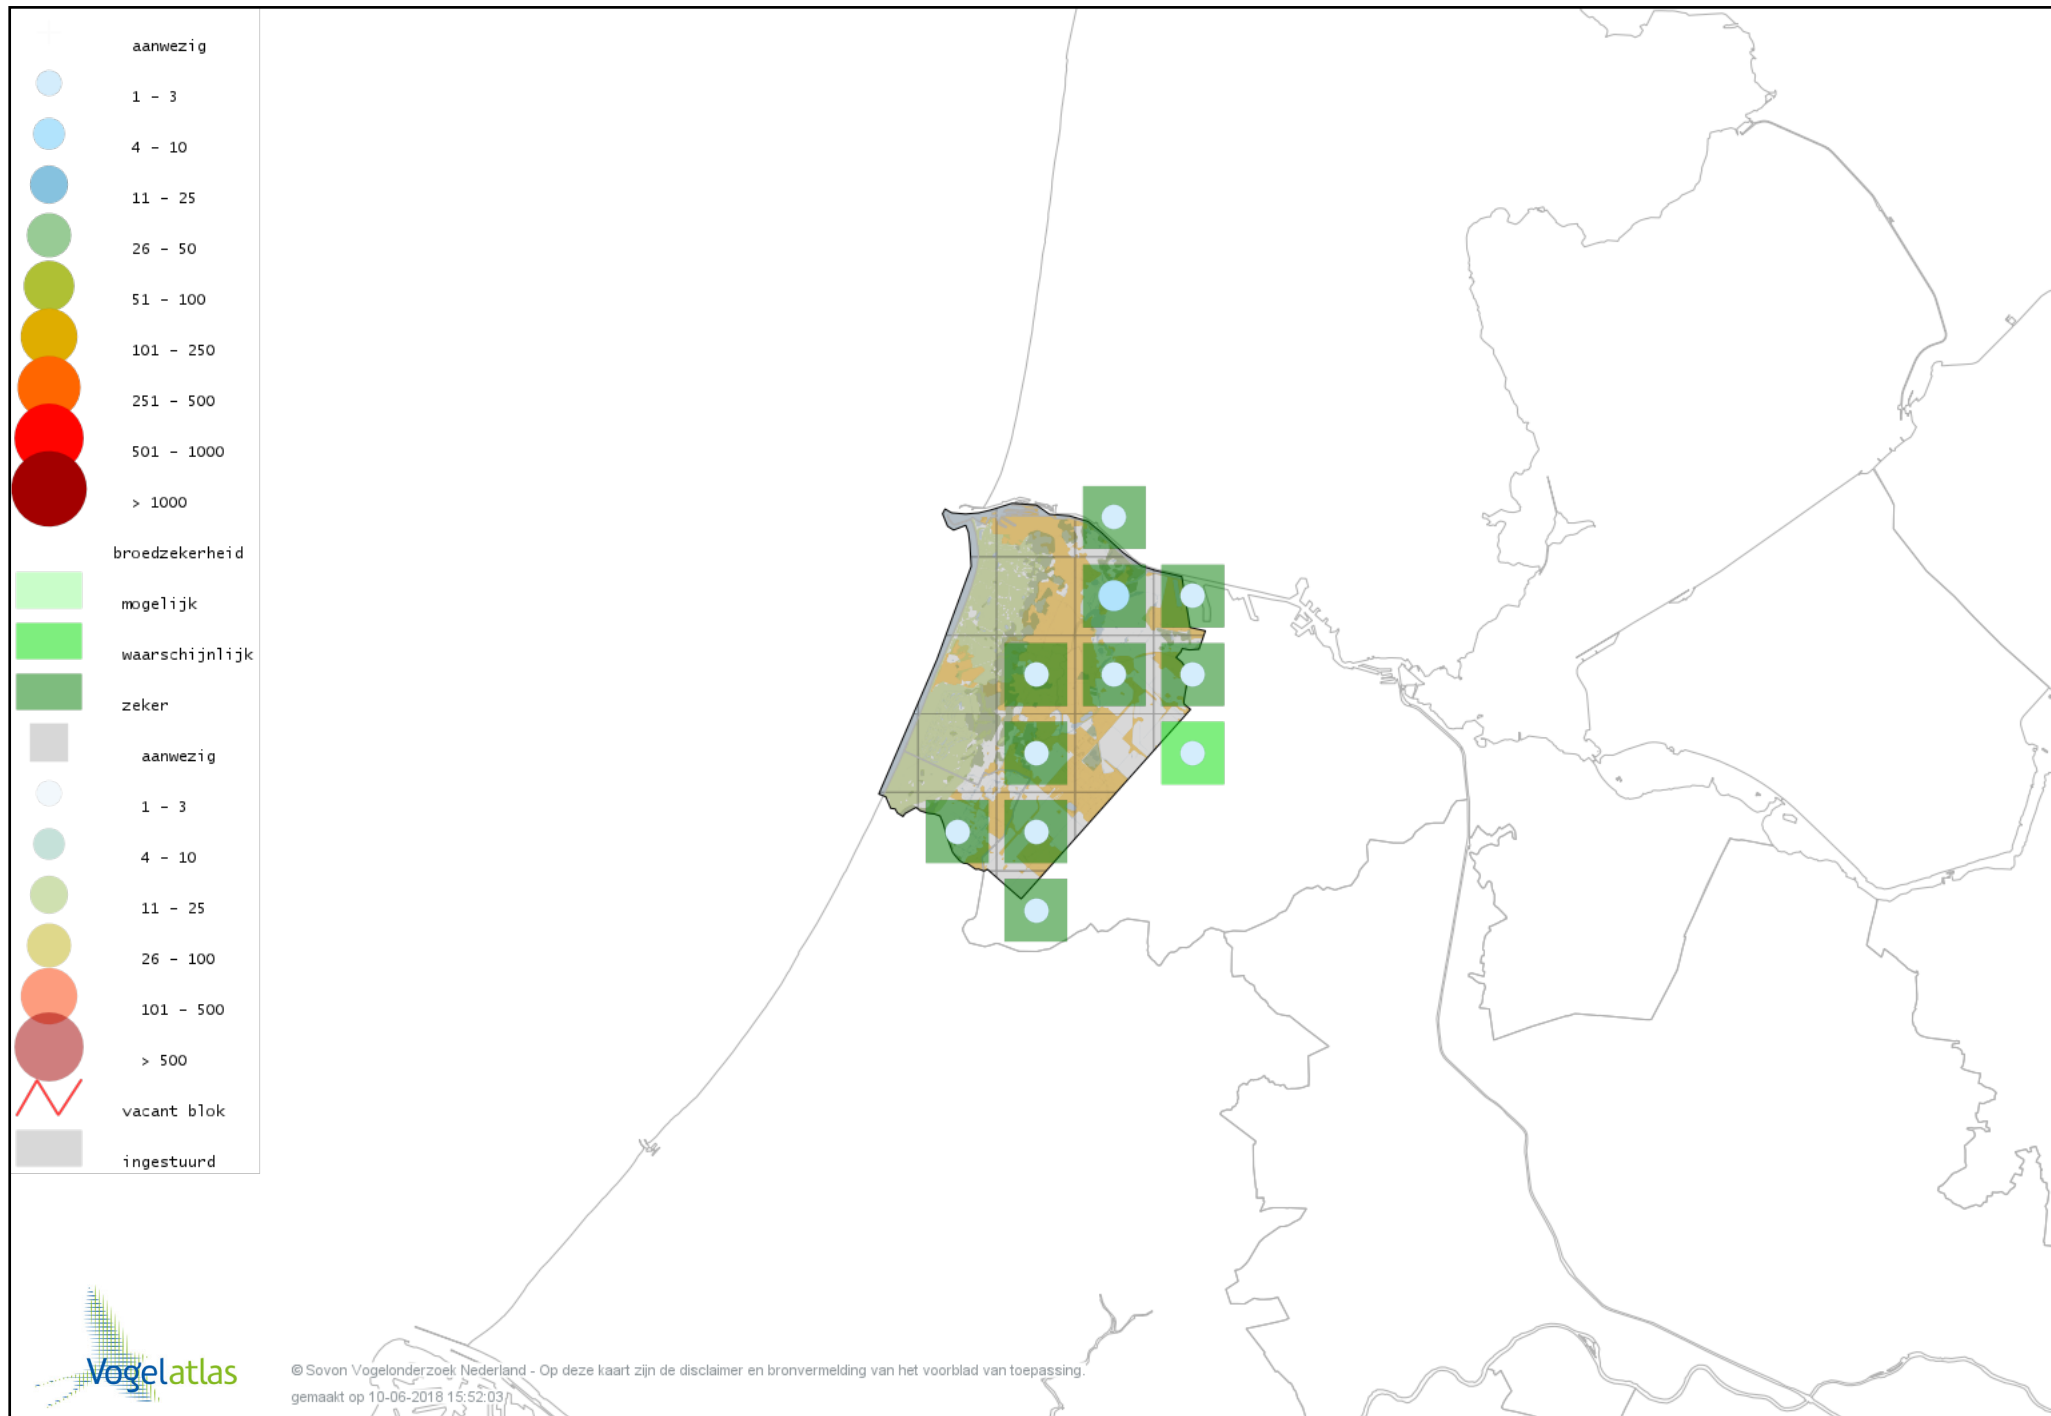 aanwezig
1 - 3
4 - 10
11 - 25
26 - 50
51 - 100
101 - 250
251 - 500
501 - 1000
> 1000
broedzekerheid
mogelijk
waarschijnlijk
zeker
aanwezig
1 - 3
4 - 10
11 - 25
26 - 100
101 - 500
> 500
vacant blok
ingestuurd
Vogelatlas
© Sovon Vogelonderzoek Nederland - Op deze kaart zijn de disclaimer en bronvermelding van het voorblad van toepassing.
gemaakt op 10-06-2018 15:52:03